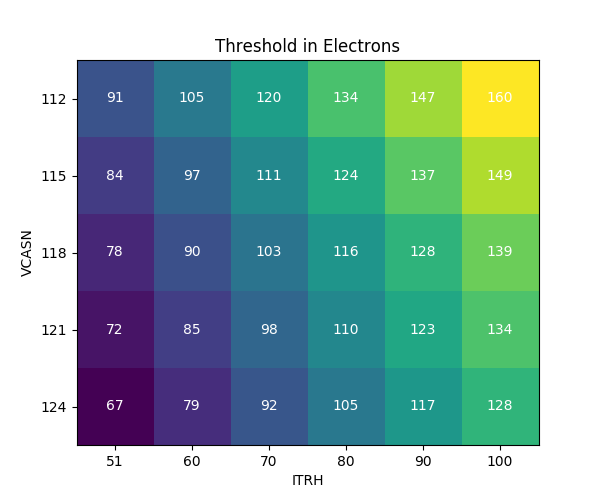 Threshold in Electrons
112 91 105 120 134 147 160
115 84 97 111 124 137 149
118 78 90 103 116 128 139
121 72 85 98 110 123 134
124 67 79 92 105 117 128
51 60 70 80 90 100
ITRH
VCASN